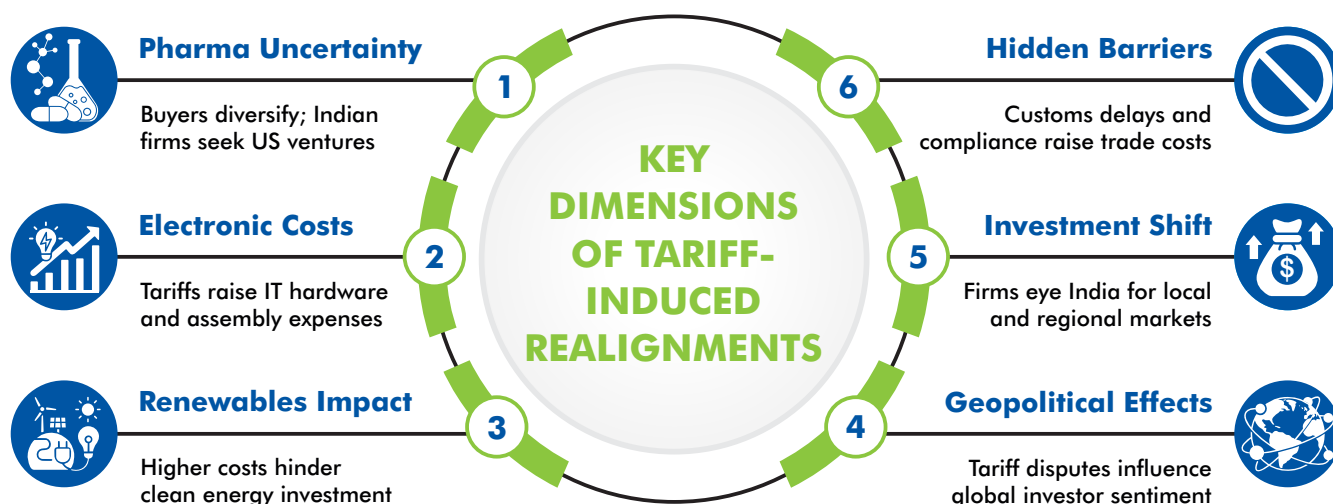 KEY
DIMENSIONS
OF TARIFF-
INDUCED
REALIGNMENTS
1
Pharma Uncertainty
Buyers diversify; Indian
firms seek US ventures
2
Electronic Costs
Tariffs raise IT hardware
and assembly expenses
3
Renewables Impact
Higher costs hinder
clean energy investment
4
Geopolitical Effects
Tariff disputes influence
global investor sentiment
5
Investment Shift
Firms eye India for local
and regional markets
$
6
Hidden Barriers
Customs delays and
compliance raise trade costs